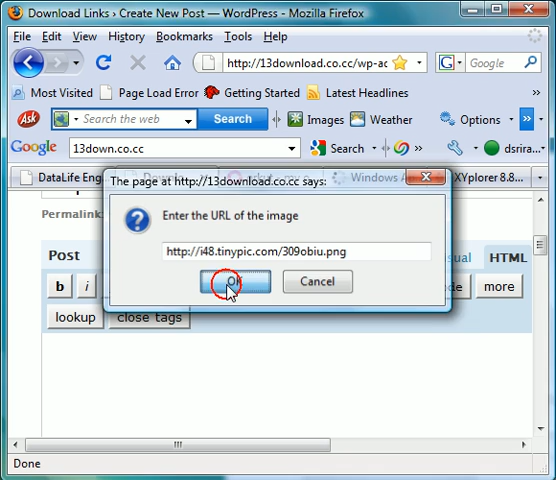 Download Links › Create New Post — WordPress - Mozilla Firefox
File Edit View History Bookmarks Tools Help
http://13download.co.cc/wp-ac
Google
Most Visited Page Load Error Getting Started Latest Headlines
Ask Search the web Search Images Weather Options »
Google 13down.co.cc Search dsrira...
DataLife Eng Windows A XYplorer 8.8...
The page at http://13download.co.cc says:
Permalink:
Enter the URL of the image
http://i48.tinypic.com/309obiu.png
OK Cancel
Post HTML
b i more
lookup close tags
Done